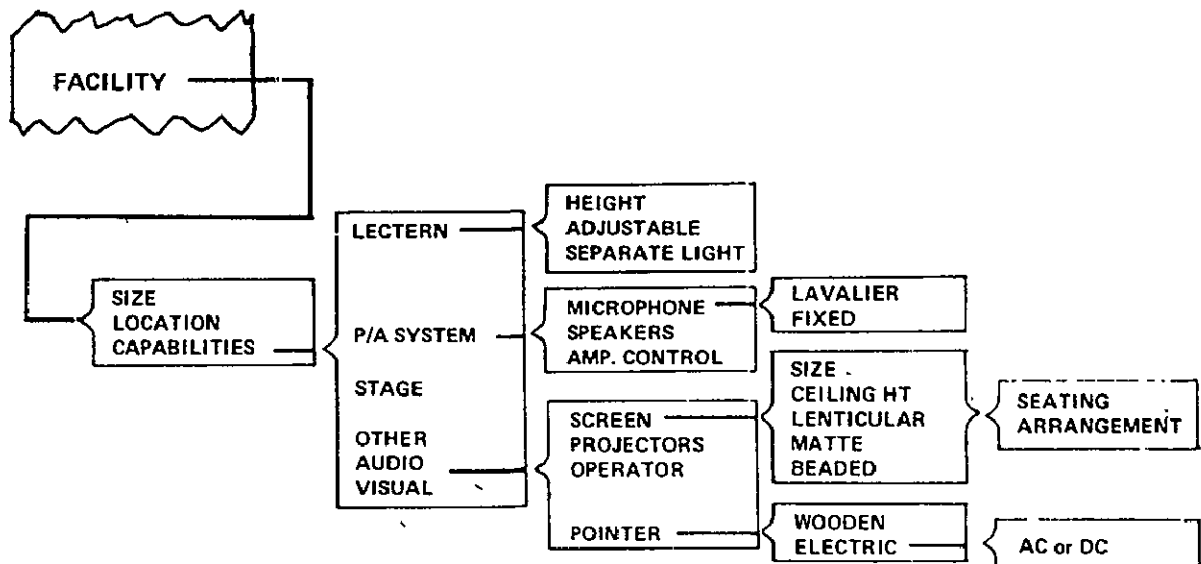 FACILITY
SIZE
LOCATION
CAPABILITIES
LECTERN
P/A SYSTEM
STAGE
OTHER
AUDIO
VISUAL
HEIGHT
ADJUSTABLE
SEPARATE LIGHT
MICROPHONE
SPEAKERS
AMP. CONTROL
LAVALIER
FIXED
SCREEN
PROJECTORS
OPERATOR
POINTER
SIZE
CEILING HT
LENTICULAR
MATTE
BEADED
SEATING
ARRANGEMENT
WOODEN
ELECTRIC
AC or DC